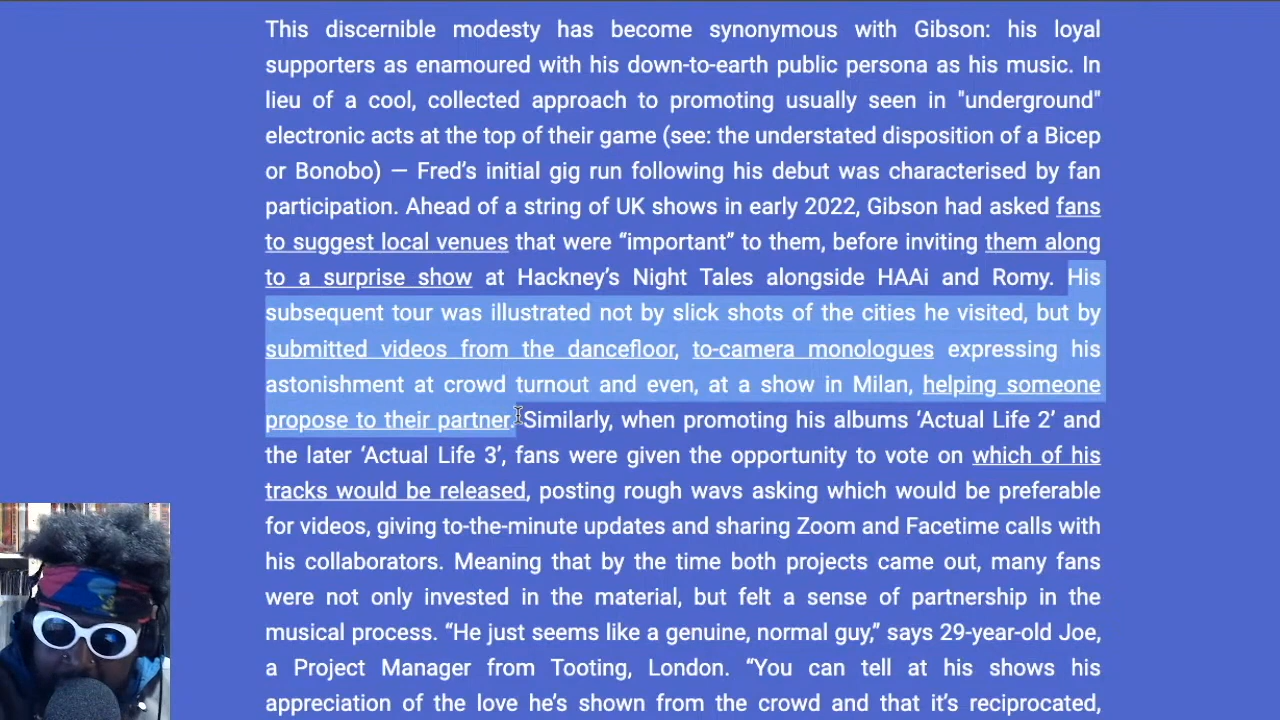 This discernible modesty has become synonymous with Gibson: his loyal
supporters as enamoured with his down-to-earth public persona as his music. In
lieu of a cool, collected approach to promoting usually seen in "underground"
electronic acts at the top of their game (see: the understated disposition of a Bicep
or Bonobo) — Fred’s initial gig run following his debut was characterised by fan
participation. Ahead of a string of UK shows in early 2022, Gibson had asked fans
to suggest local venues that were “important” to them, before inviting them along
to a surprise show at Hackney’s Night Tales alongside HAAi and Romy. His
subsequent tour was illustrated not by slick shots of the cities he visited, but by
submitted videos from the dancefloor, to-camera monologues expressing his
astonishment at crowd turnout and even, at a show in Milan, helping someone
propose to their partner. Similarly, when promoting his albums ‘Actual Life 2’ and
the later ‘Actual Life 3’, fans were given the opportunity to vote on which of his
tracks would be released, posting rough wavs asking which would be preferable
for videos, giving to-the-minute updates and sharing Zoom and Facetime calls with
his collaborators. Meaning that by the time both projects came out, many fans
were not only invested in the material, but felt a sense of partnership in the
musical process. “He just seems like a genuine, normal guy,” says 29-year-old Joe,
a Project Manager from Tooting, London. “You can tell at his shows his
appreciation of the love he’s shown from the crowd and that it’s reciprocated,